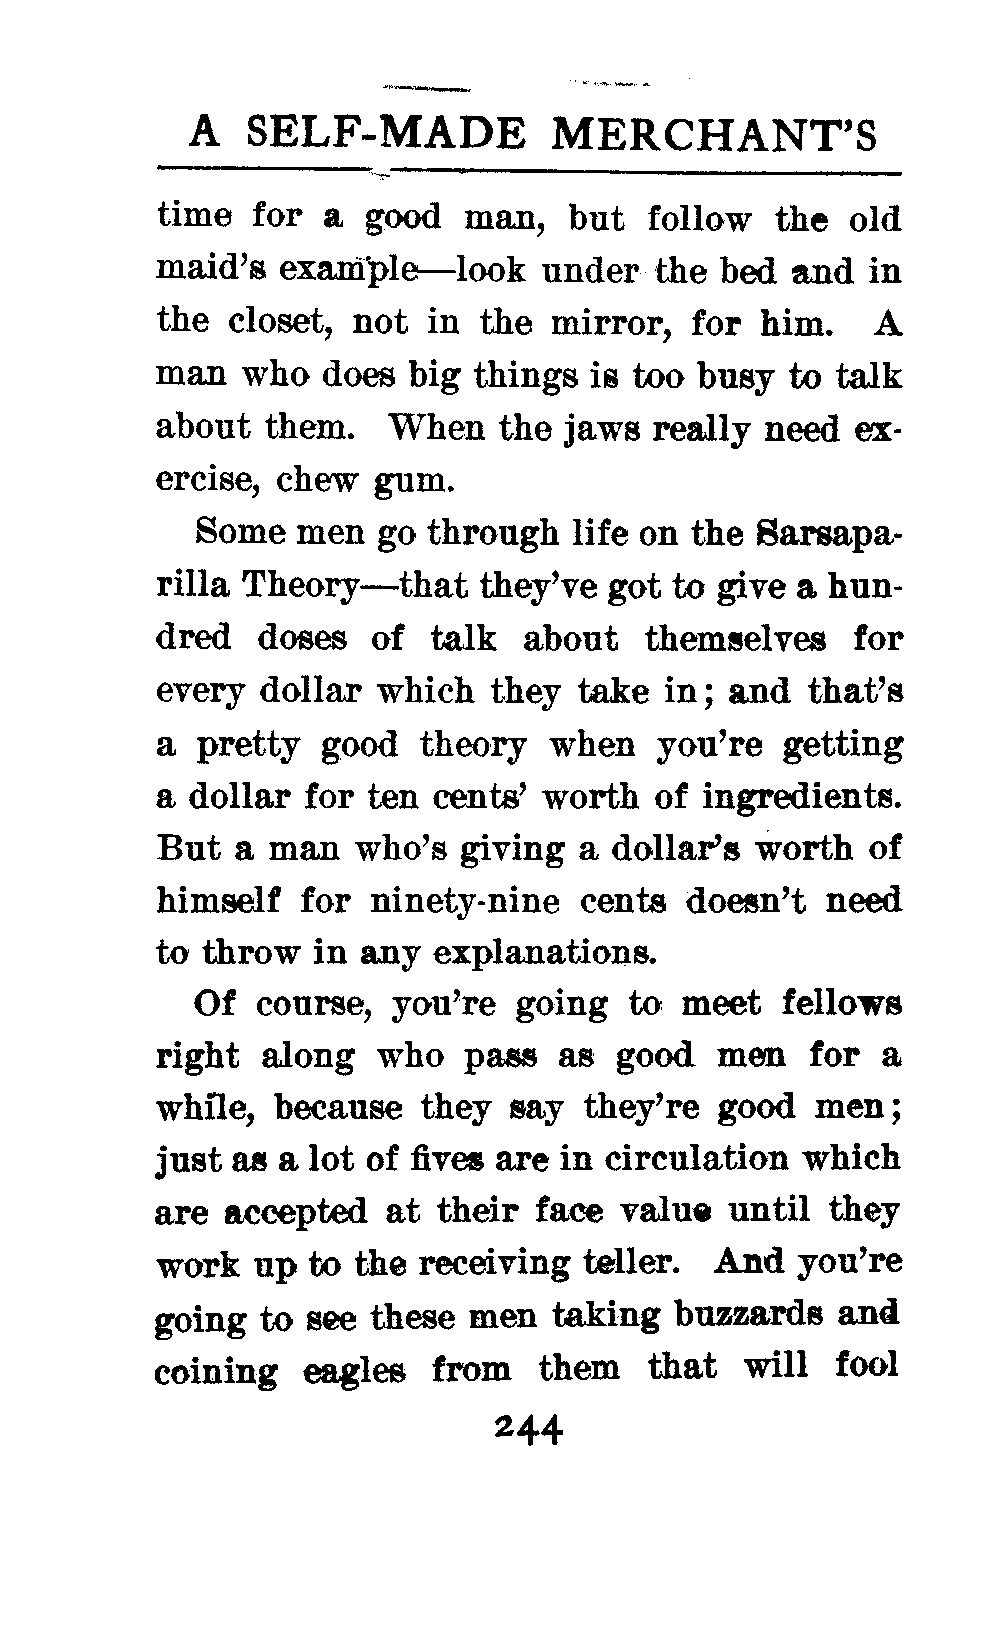 A SELF-MADE MERCHANT'S
time for a good man, but follow the old
maid's example—look under the bed and in
the closet, not in the mirror, for him. A
man who does big things is too busy to talk
about them. When the jaws really need ex-
ercise, chew gum.
Some men go through life on the Sarsapa-
rilla Theory—that they've got to give a hun-
dred doses of talk about themselves for
every dollar which they take in; and that's
a pretty good theory when you're getting
a dollar for ten cents' worth of ingredients.
But a man who's giving a dollar's worth of
himself for ninety-nine cents doesn't need
to throw in any explanations.
Of course, you're going to meet fellows
right along who pass as good men for a
while, because they say they're good men;
just as a lot of fives are in circulation which
are accepted at their face value until they
work up to the receiving teller. And you're
going to see these men taking buzzards and
coining eagles from them that will fool
244